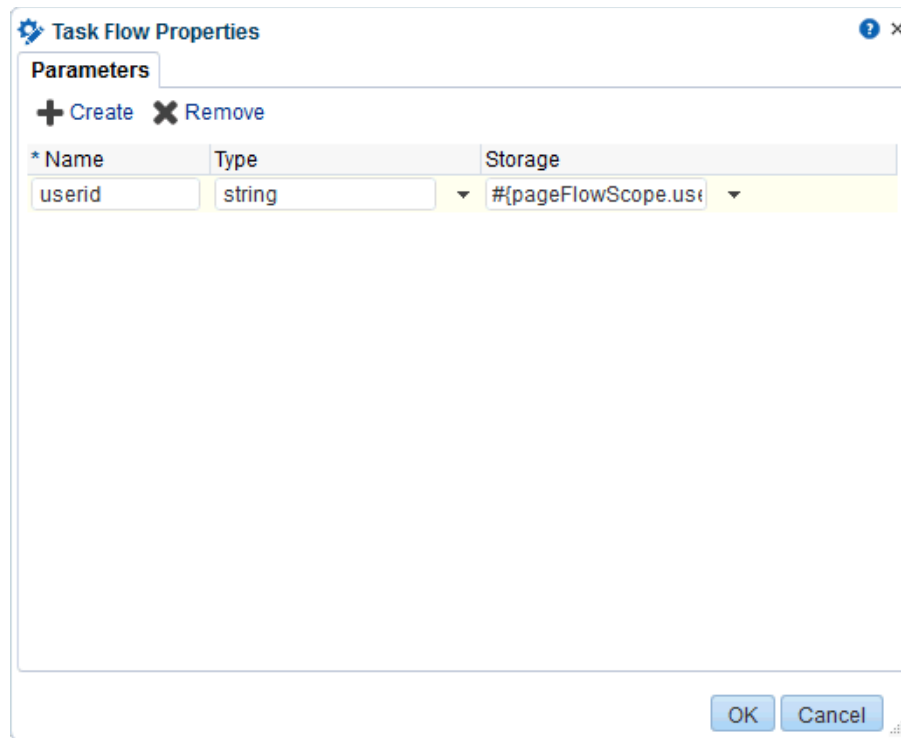 Task Flow Properties
Parameters
Create Remove
* Name Type Storage
userid string #{pageFlowScope.use
OK Cancel